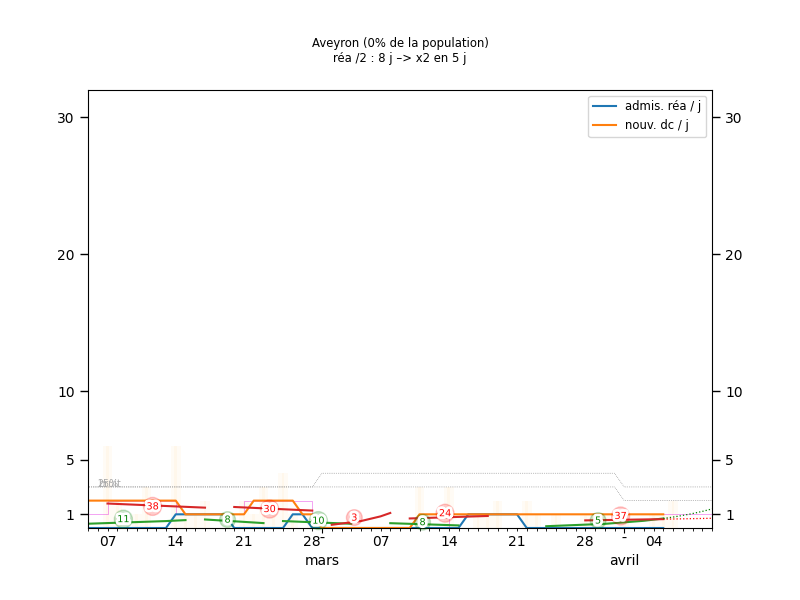 Aveyron (0% de la population)
réa /2 : 8 j –> x2 en 5 j
admis. réa / j
nouv. dc / j
30 30
20 20
10 10
5 5
1 1
38 30 3 24 37
11 8 10 8 5
07 14 21 28 - 07 14 21 28 - 04
mars avril